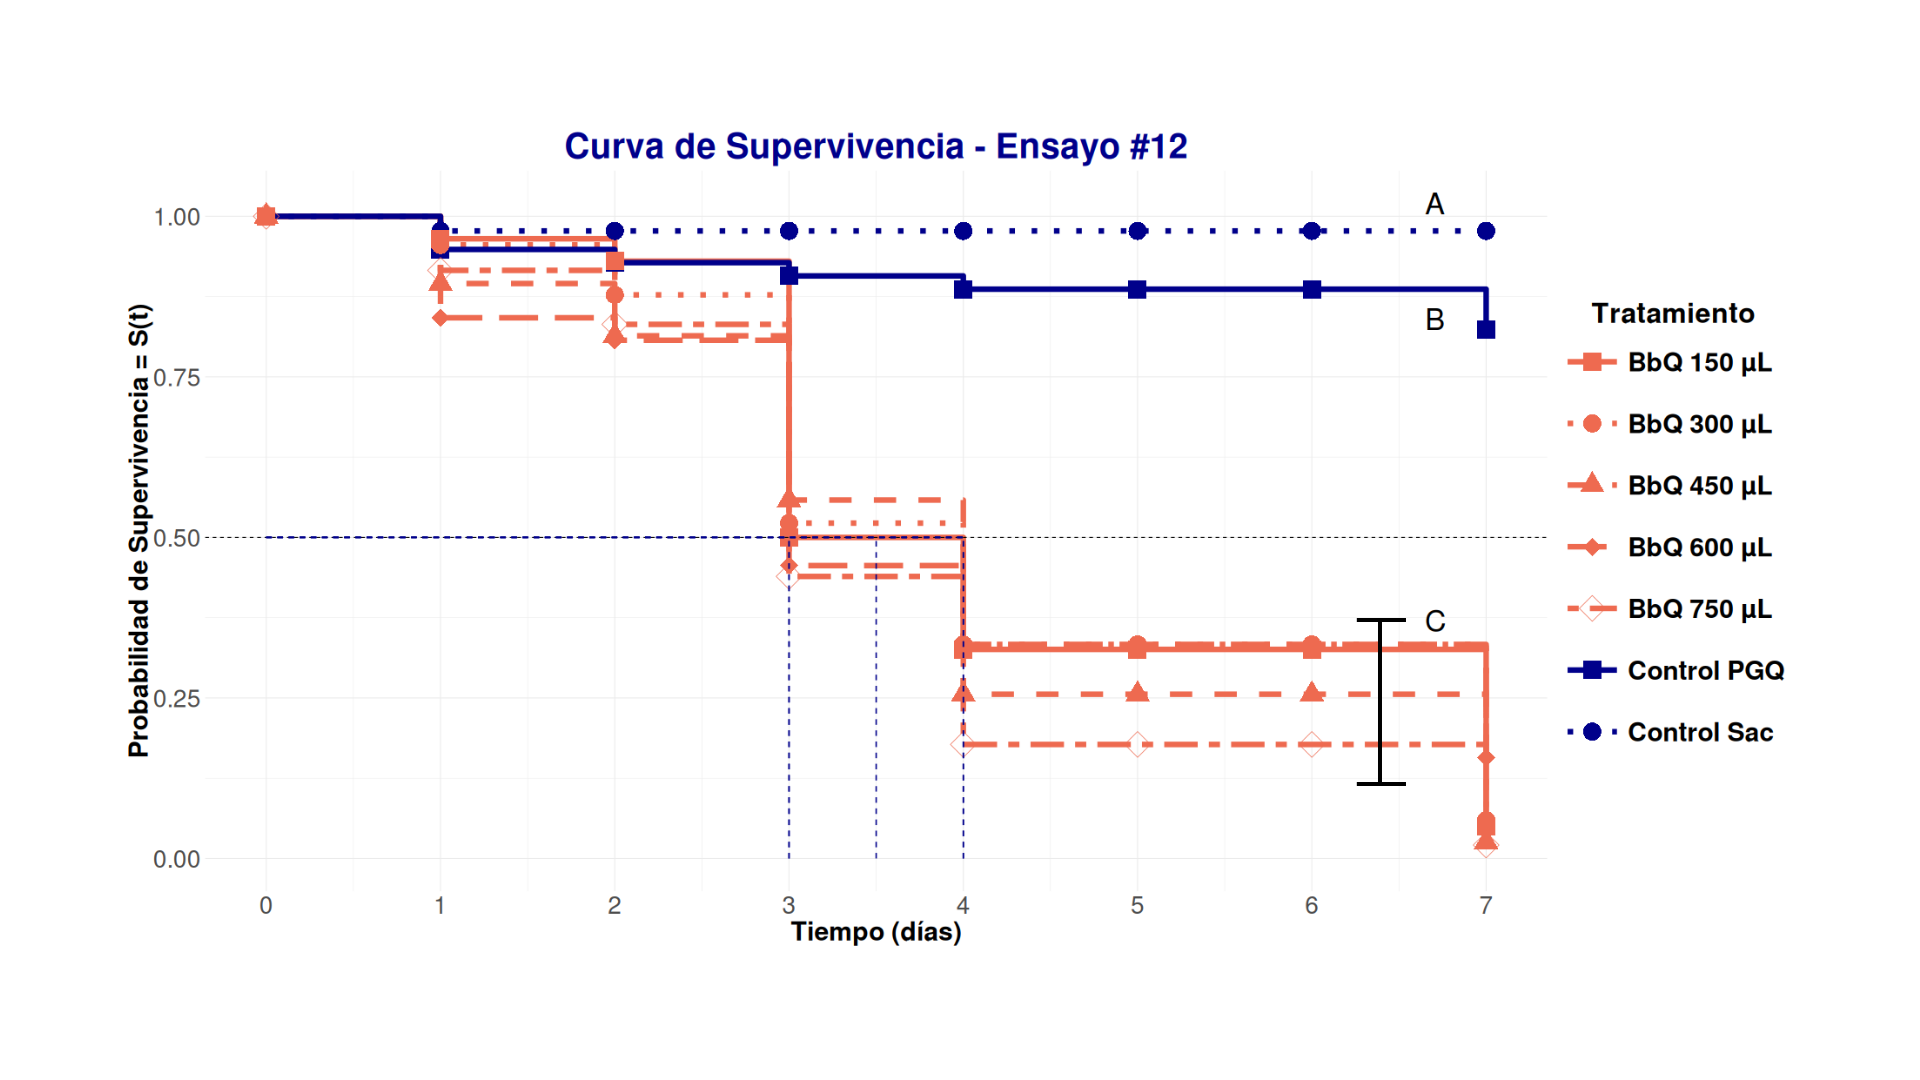 Curva de Supervivencia - Ensayo #12
Probabilidad de Supervivencia = S(t)
1.00
0.75
0.50
0.25
0.00
A
B
C
0 1 2 3 4 5 6 7
Tiempo (días)
Tratamiento
BbQ 150 µL
BbQ 300 µL
BbQ 450 µL
BbQ 600 µL
BbQ 750 µL
Control PGQ
Control Sac